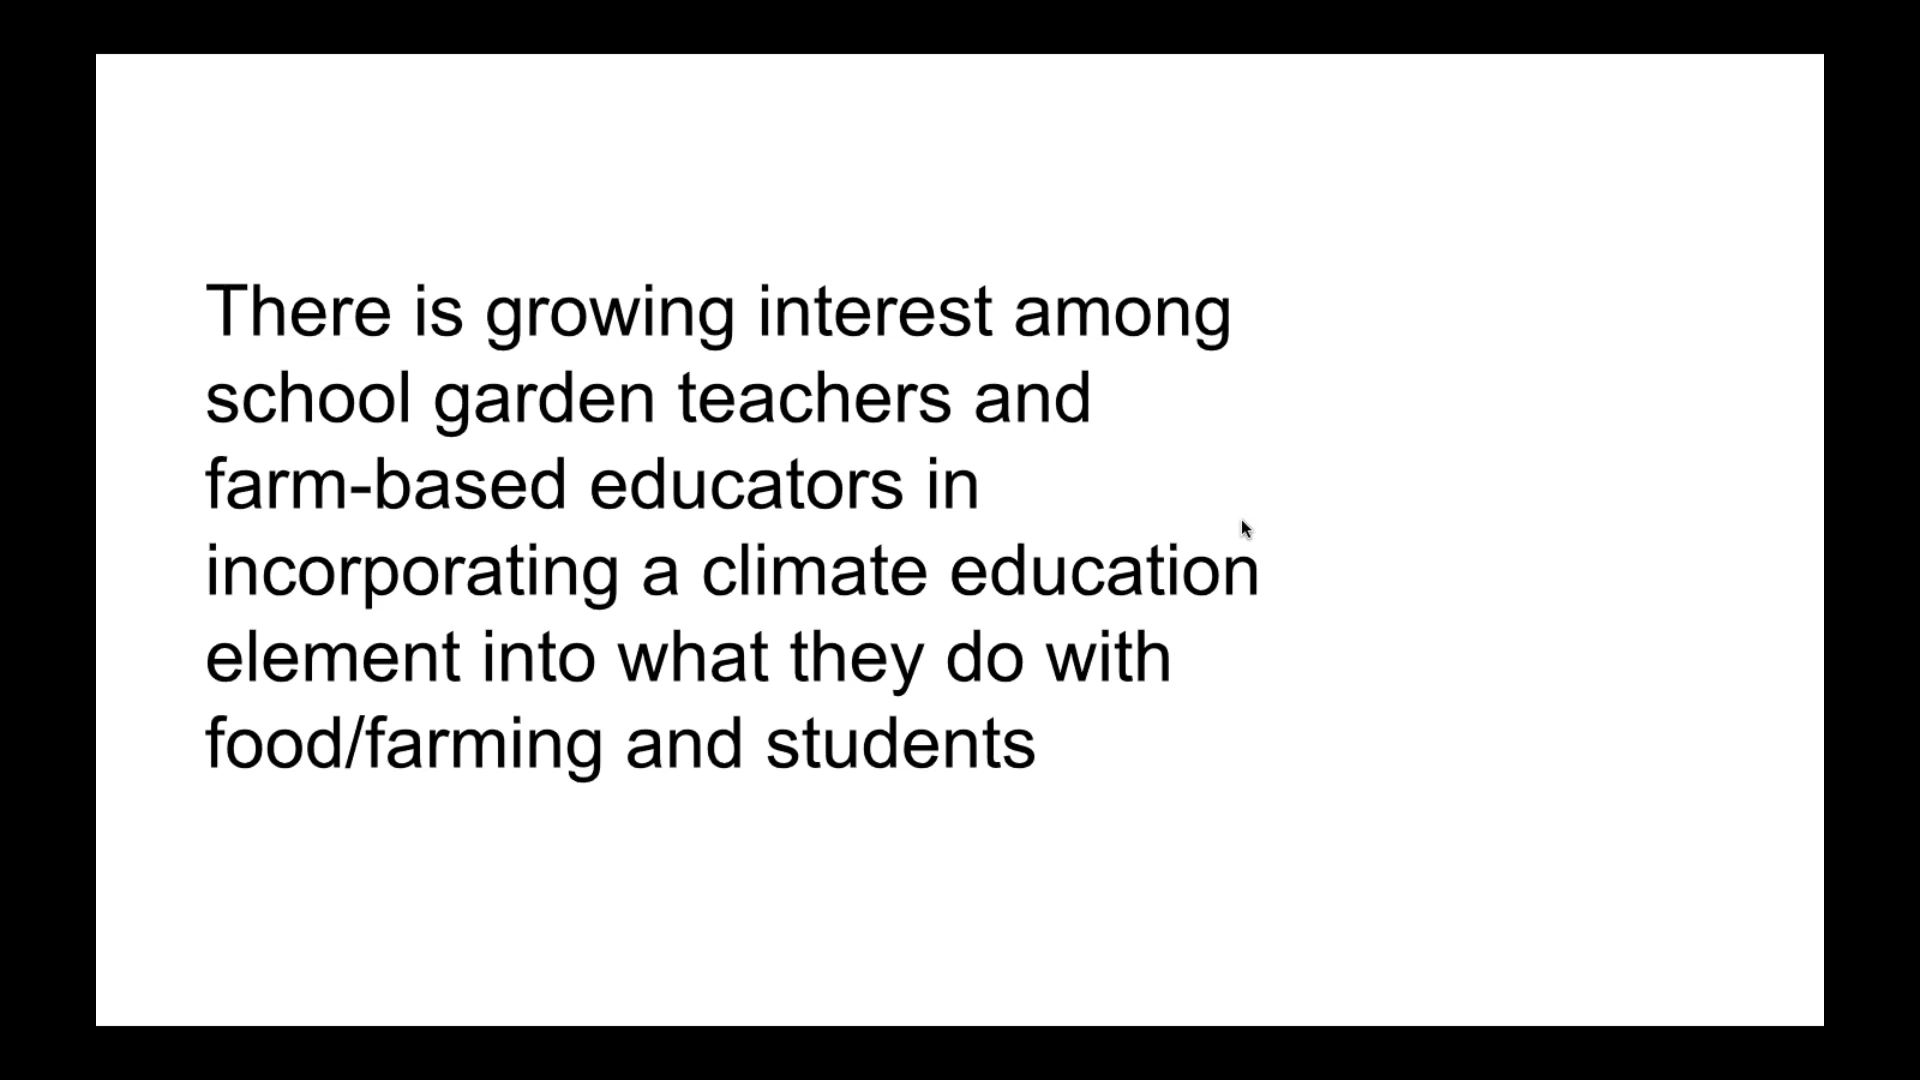 There is growing interest among
school garden teachers and
farm-based educators in
incorporating a climate education
element into what they do with
food/farming and students